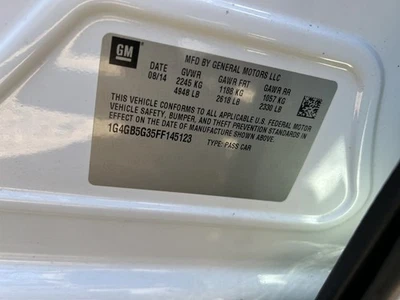 GM
MFD BY GENERAL MOTORS LLC
DATE GVWR GAWR FRT GAWR RR
08/14 2245 KG 1188 KG 1057 KG
4948 LB 2618 LB 2330 LB
THIS VEHICLE CONFORMS TO ALL APPLICABLE U.S. FEDERAL MOTOR
VEHICLE SAFETY, BUMPER, AND THEFT PREVENTION STANDARDS IN
EFFECT ON THE DATE OF MANUFACTURE SHOWN ABOVE.
1G4GB5G35FF145123 TYPE: PASS CAR